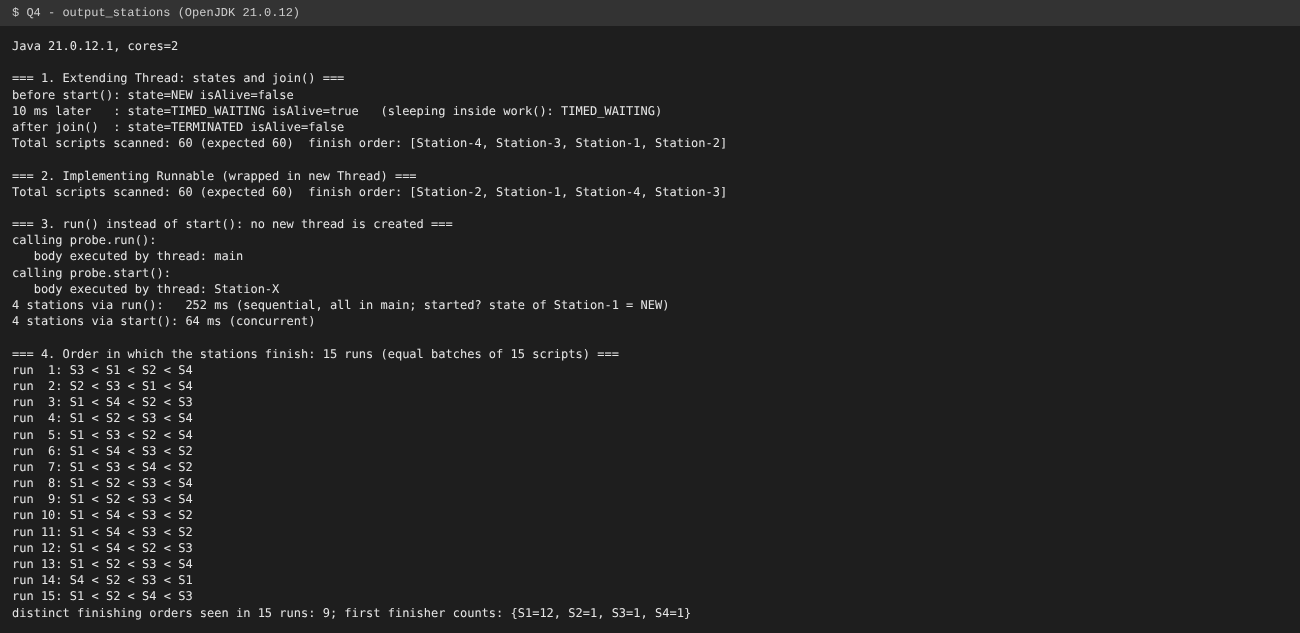 $ Q4 - output_stations (OpenJDK 21.0.12)
Java 21.0.12.1, cores=2
=== 1. Extending Thread: states and join() ===
before start(): state=NEW isAlive=false
10 ms later   : state=TIMED_WAITING isAlive=true   (sleeping inside work(): TIMED_WAITING)
after join()  : state=TERMINATED isAlive=false
Total scripts scanned: 60 (expected 60)  finish order: [Station-4, Station-3, Station-1, Station-2]
=== 2. Implementing Runnable (wrapped in new Thread) ===
Total scripts scanned: 60 (expected 60)  finish order: [Station-2, Station-1, Station-4, Station-3]
=== 3. run() instead of start(): no new thread is created ===
calling probe.run():
   body executed by thread: main
calling probe.start():
   body executed by thread: Station-X
4 stations via run():   252 ms (sequential, all in main; started? state of Station-1 = NEW)
4 stations via start(): 64 ms (concurrent)
=== 4. Order in which the stations finish: 15 runs (equal batches of 15 scripts) ===
run  1: S3 < S1 < S2 < S4
run  2: S2 < S3 < S1 < S4
run  3: S1 < S4 < S2 < S3
run  4: S1 < S2 < S3 < S4
run  5: S1 < S3 < S2 < S4
run  6: S1 < S4 < S3 < S2
run  7: S1 < S3 < S4 < S2
run  8: S1 < S2 < S3 < S4
run  9: S1 < S2 < S3 < S4
run 10: S1 < S4 < S3 < S2
run 11: S1 < S4 < S3 < S2
run 12: S1 < S4 < S2 < S3
run 13: S1 < S2 < S3 < S4
run 14: S4 < S2 < S3 < S1
run 15: S1 < S2 < S4 < S3
distinct finishing orders seen in 15 runs: 9; first finisher counts: {S1=12, S2=1, S3=1, S4=1}